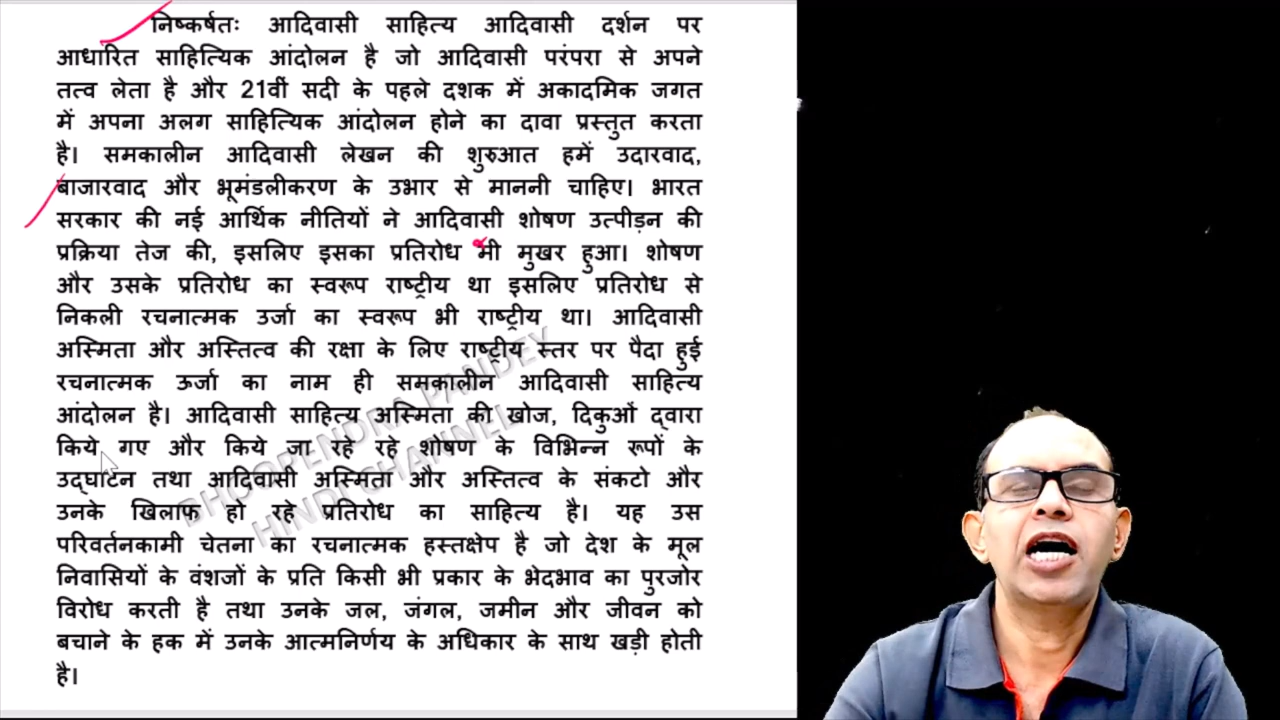 निष्कर्षतः आदिवासी साहित्य आदिवासी दर्शन पर
आधारित साहित्यिक आंदोलन है जो आदिवासी परंपरा से अपने
तत्व लेता है और 21वीं सदी के पहले दशक में अकादमिक जगत
में अपना अलग साहित्यिक आंदोलन होने का दावा प्रस्तुत करता
है। समकालीन आदिवासी लेखन की शुरुआत हमें उदारवाद,
बाजारवाद और भूमंडलीकरण के उभार से माननी चाहिए। भारत
सरकार की नई आर्थिक नीतियों ने आदिवासी शोषण उत्पीड़न की
प्रक्रिया तेज की, इसलिए इसका प्रतिरोध भी मुखर हुआ। शोषण
और उसके प्रतिरोध का स्वरूप राष्ट्रीय था इसलिए प्रतिरोध से
निकली रचनात्मक उर्जा का स्वरूप भी राष्ट्रीय था। आदिवासी
अस्मिता और अस्तित्व की रक्षा के लिए राष्ट्रीय स्तर पर पैदा हुई
रचनात्मक ऊर्जा का नाम ही समकालीन आदिवासी साहित्य
आंदोलन है। आदिवासी साहित्य अस्मिता की खोज, दिकुओं द्वारा
किये गए और किये जा रहे रहे शोषण के विभिन्न रूपों के
उद्घाटन तथा आदिवासी अस्मिता और अस्तित्व के संकटो और
उनके खिलाफ हो रहे प्रतिरोध का साहित्य है। यह उस
परिवर्तनकामी चेतना का रचनात्मक हस्तक्षेप है जो देश के मूल
निवासियों के वंशजों के प्रति किसी भी प्रकार के भेदभाव का पुरजोर
विरोध करती है तथा उनके जल, जंगल, जमीन और जीवन को
बचाने के हक में उनके आत्मनिर्णय के अधिकार के साथ खड़ी होती
है।
BHOOPENDRA PANDEY
HINDI CHANNEL